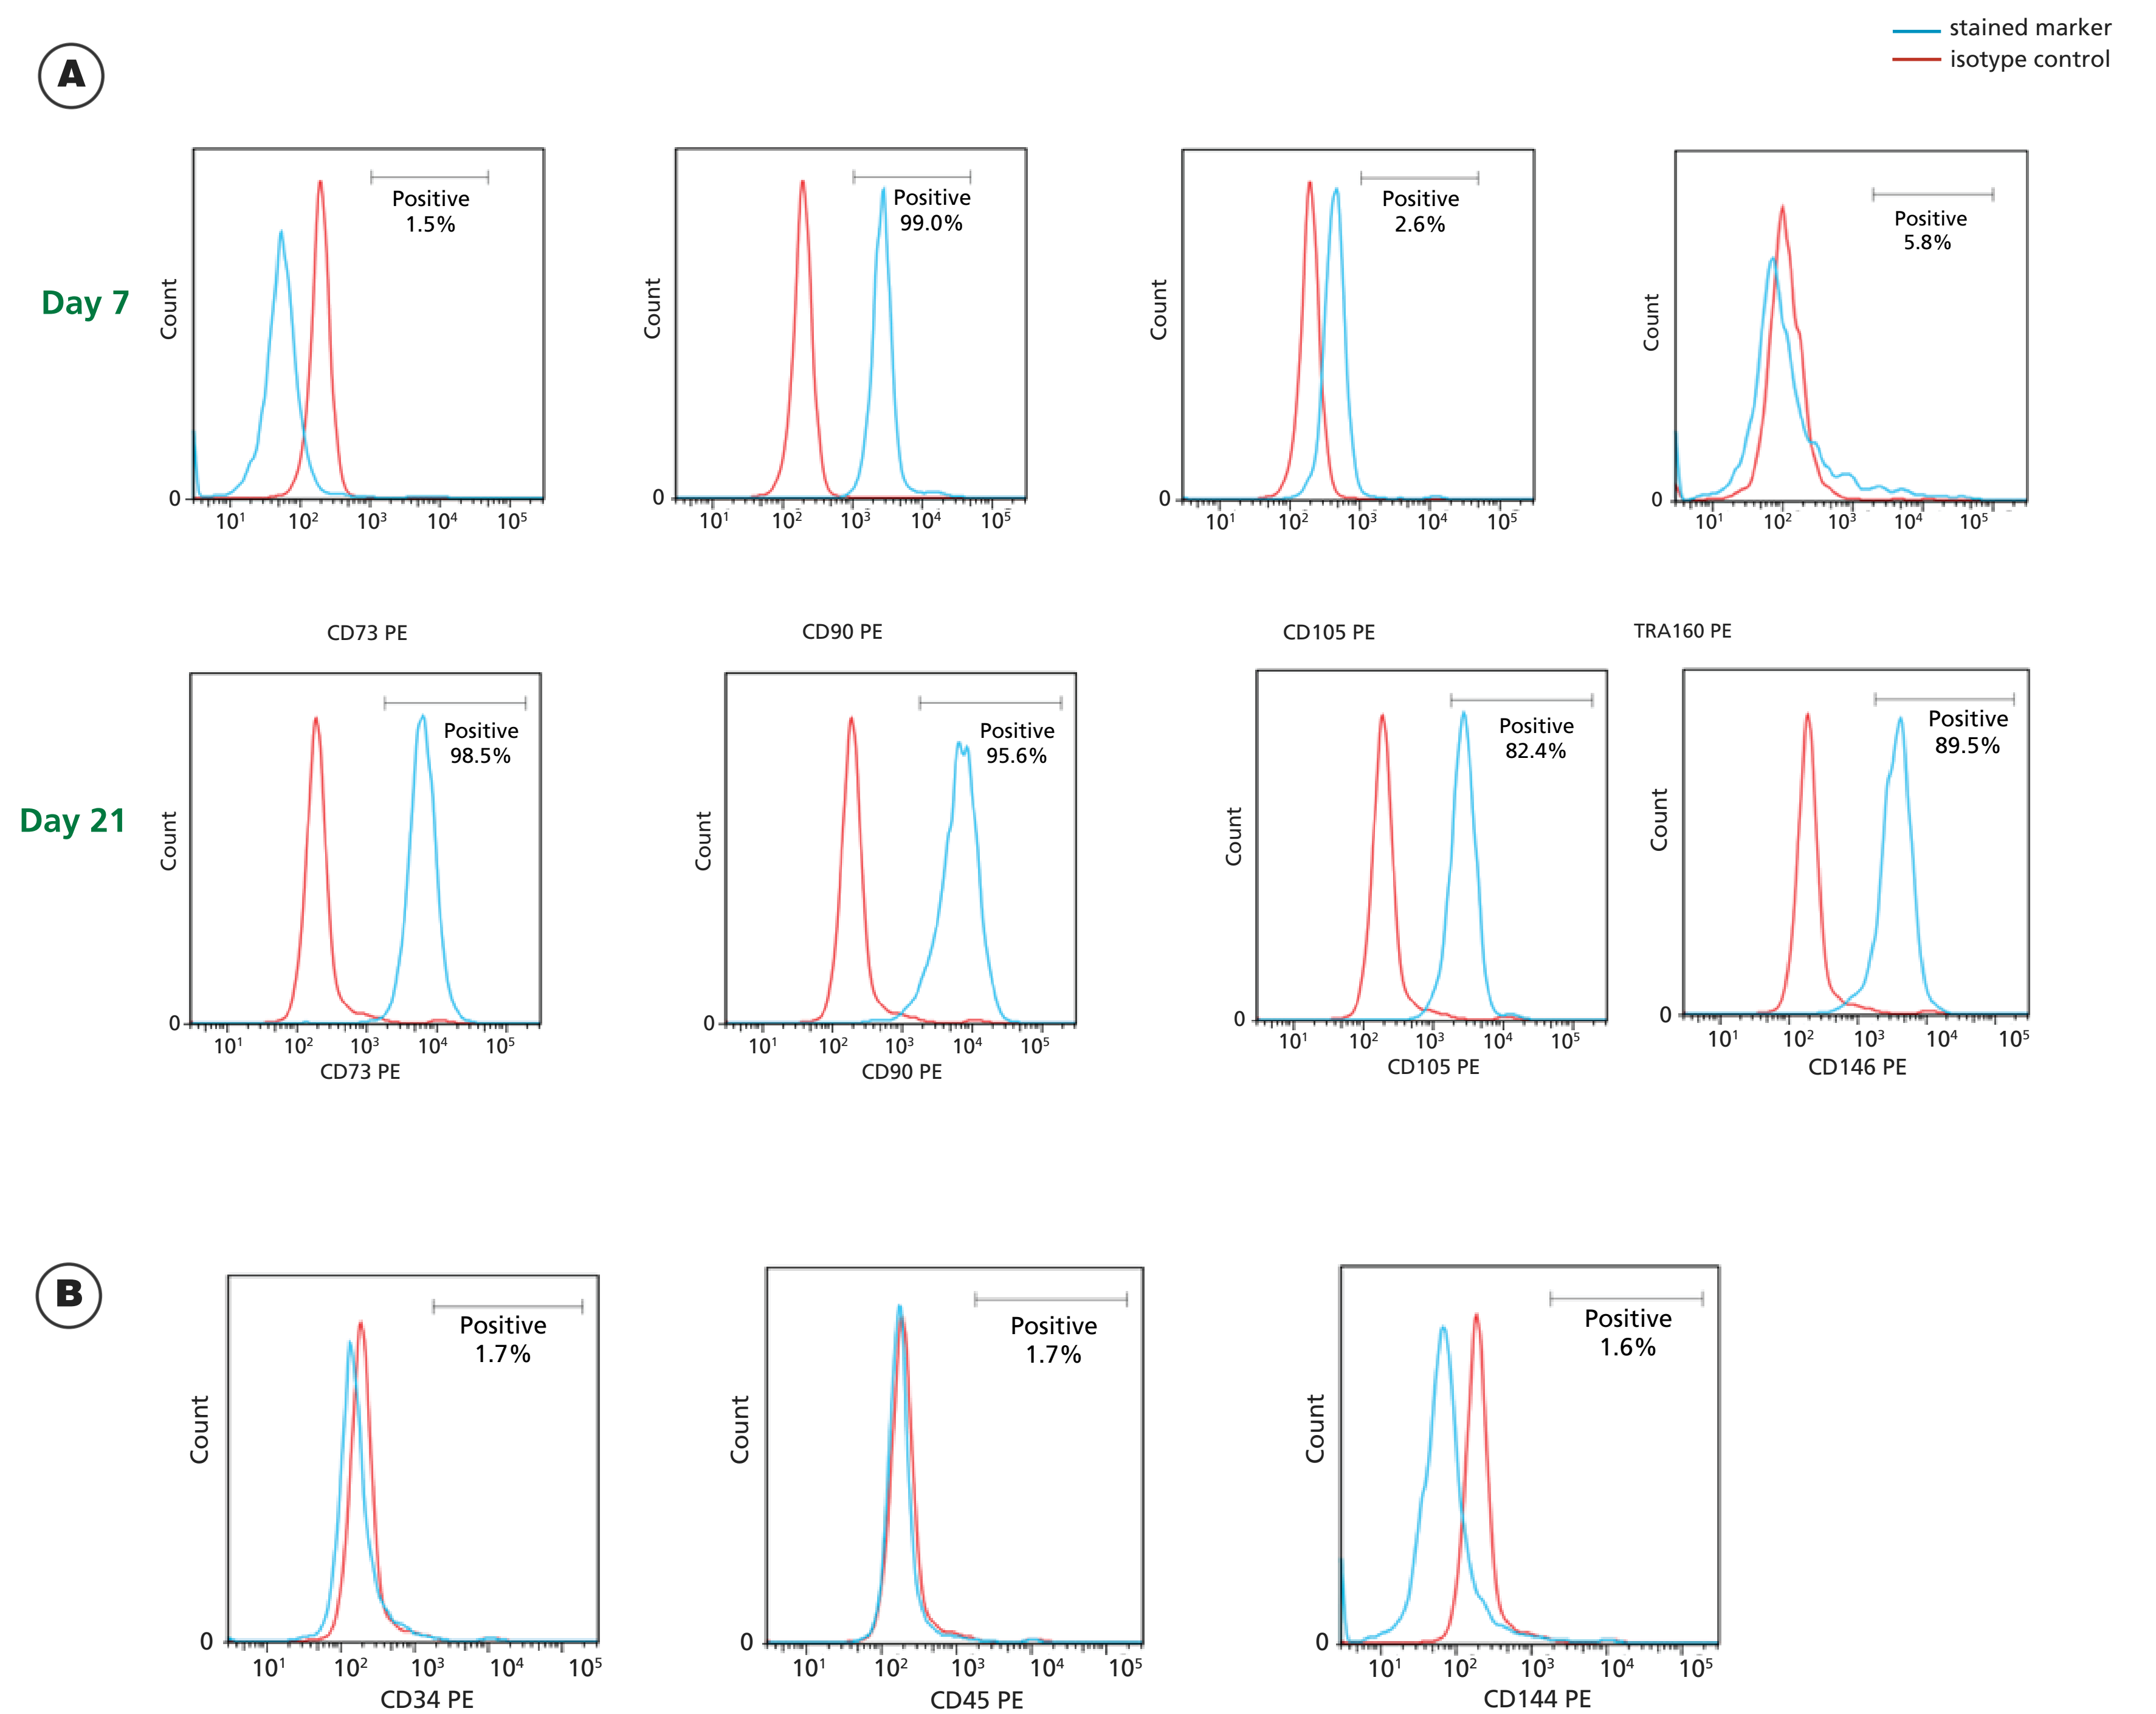 stained marker
isotype control
A
Day 7
Count
0
Positive
1.5%
10¹ 10² 10³ 10⁴ 10⁵
CD73 PE
Count
0
Positive
99.0%
10¹ 10² 10³ 10⁴ 10⁵
CD90 PE
Count
0
Positive
2.6%
10¹ 10² 10³ 10⁴ 10⁵
CD105 PE
Count
0
Positive
5.8%
10¹ 10² 10³ 10⁴ 10⁵
TRA160 PE
Day 21
Count
0
Positive
98.5%
10¹ 10² 10³ 10⁴ 10⁵
CD73 PE
Count
0
Positive
95.6%
10¹ 10² 10³ 10⁴ 10⁵
CD90 PE
Count
0
Positive
82.4%
10¹ 10² 10³ 10⁴ 10⁵
CD105 PE
Count
0
Positive
89.5%
10¹ 10² 10³ 10⁴ 10⁵
CD146 PE
B
Count
0
Positive
1.7%
10¹ 10² 10³ 10⁴ 10⁵
CD34 PE
Count
0
Positive
1.7%
10¹ 10² 10³ 10⁴ 10⁵
CD45 PE
Count
0
Positive
1.6%
10¹ 10² 10³ 10⁴ 10⁵
CD144 PE